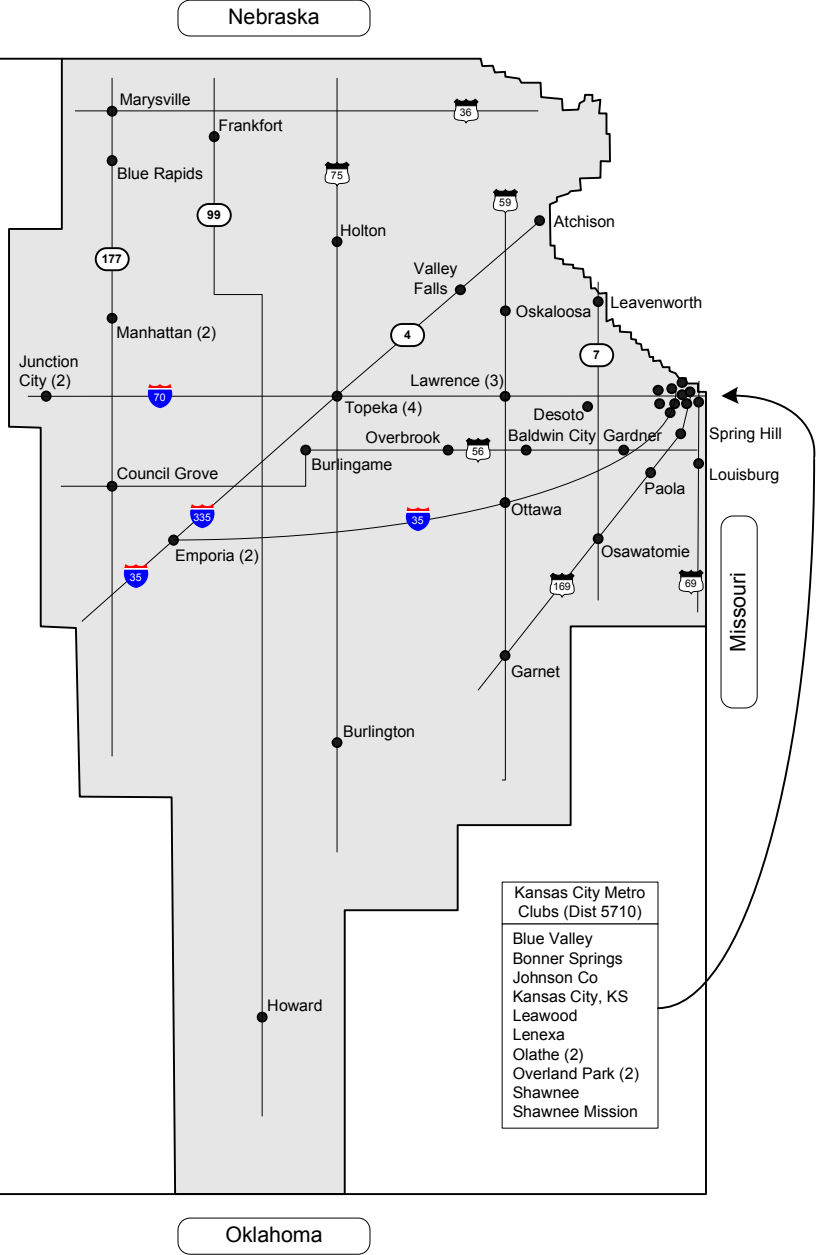 Nebraska
Marysville
36
Frankfort
Blue Rapids
75
59
99
Atchison
Holton
177
Valley
Falls
Leavenworth
Oskaloosa
Manhattan (2)
4
7
Junction
City (2)
Lawrence (3)
70
Topeka (4)
Desoto
Overbrook
Baldwin City
Gardner
Spring Hill
56
Burlingame
Council Grove
Louisburg
Paola
335
35
Ottawa
Emporia (2)
Osawatomie
35
169
69
Missouri
Garnet
Burlington
Kansas City Metro
Clubs (Dist 5710)
Blue Valley
Bonner Springs
Johnson Co
Kansas City, KS
Leawood
Lenexa
Olathe (2)
Overland Park (2)
Shawnee
Shawnee Mission
Howard
Oklahoma